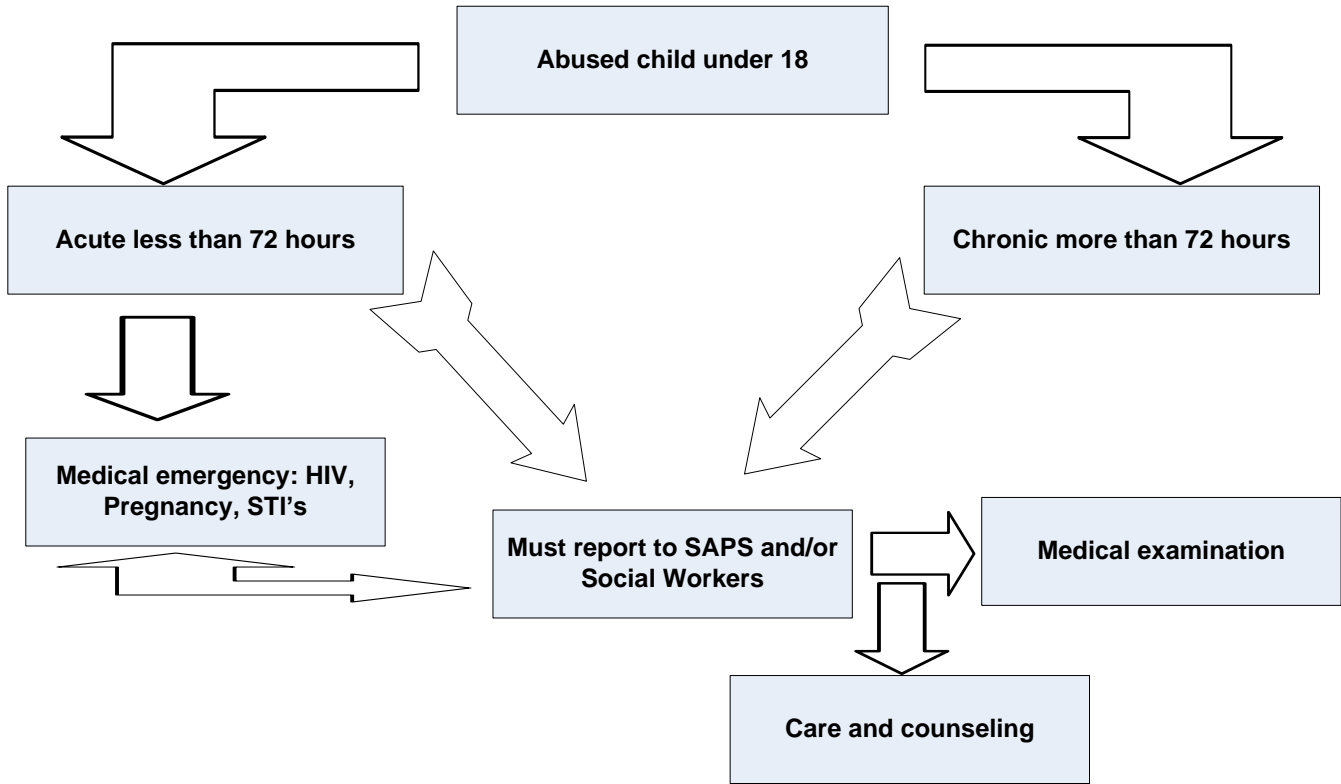 Abused child under 18
Acute less than 72 hours
Chronic more than 72 hours
Medical emergency: HIV,
Pregnancy, STI’s
Must report to SAPS and/or
Social Workers
Medical examination
Care and counseling